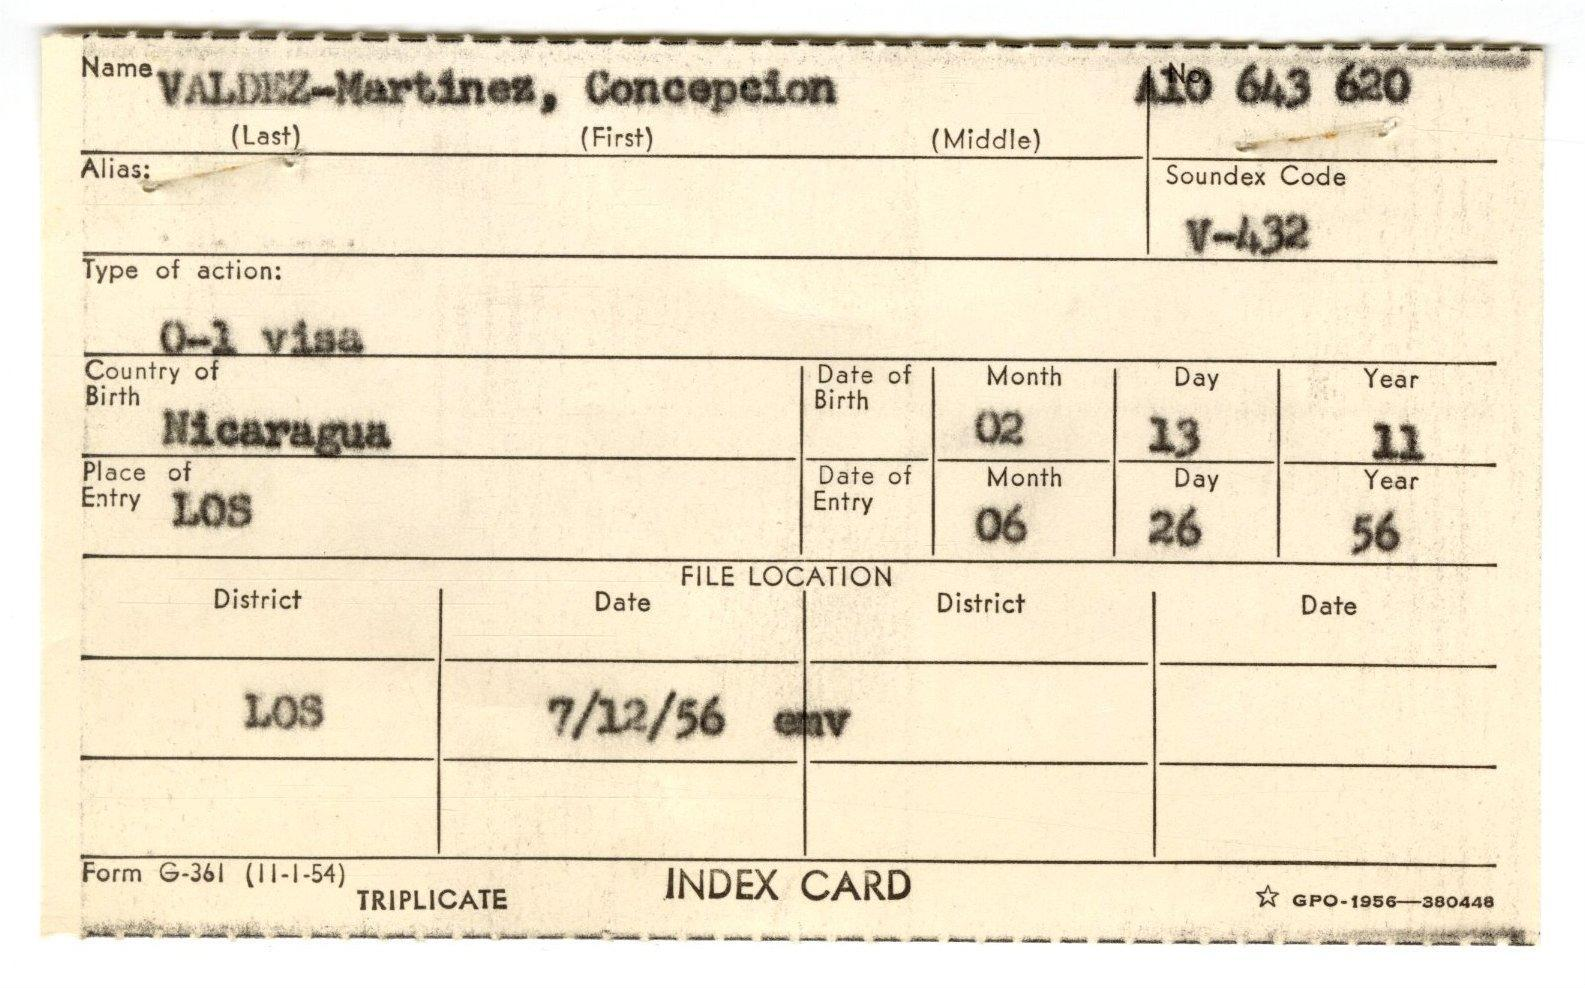 Name VALDEZ-Martinez, Concepcion No A10 643 620
(Last) (First) (Middle)
Alias: Soundex Code
V-432
Type of action:
O-1 visa
Country of Birth Nicaragua Date of Birth Month 02 Day 13 Year 11
Place of Entry LOS Date of Entry Month 06 Day 26 Year 56
FILE LOCATION
District Date District Date
LOS 7/12/56 emv
Form G-361 (11-1-54)
TRIPLICATE INDEX CARD ☆ GPO-1956—380448